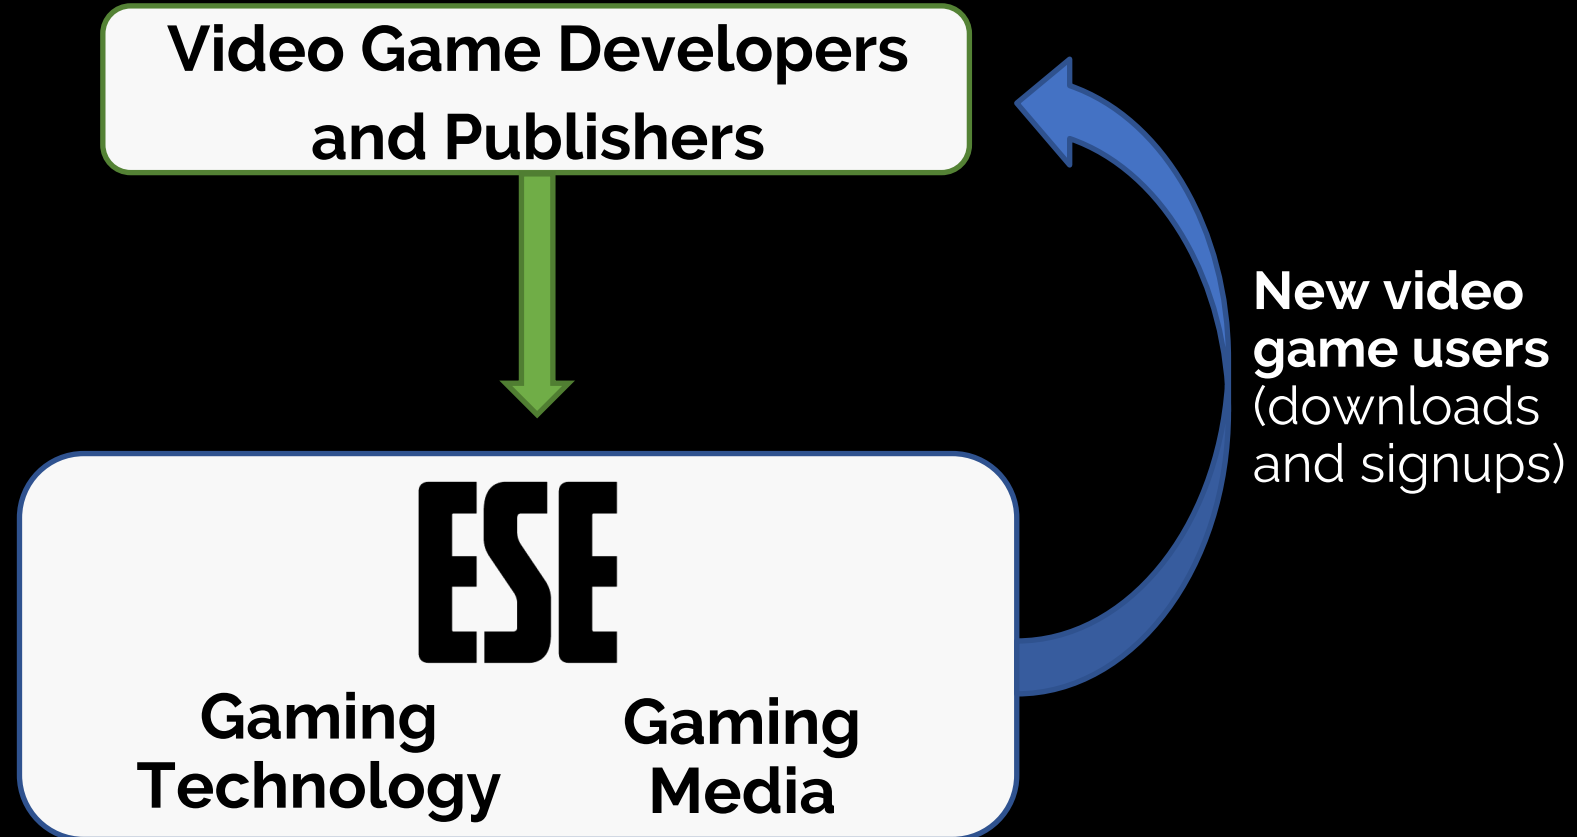 Video Game Developers
and Publishers
New video
game users
(downloads
and signups)
ESE
Gaming
Technology
Gaming
Media